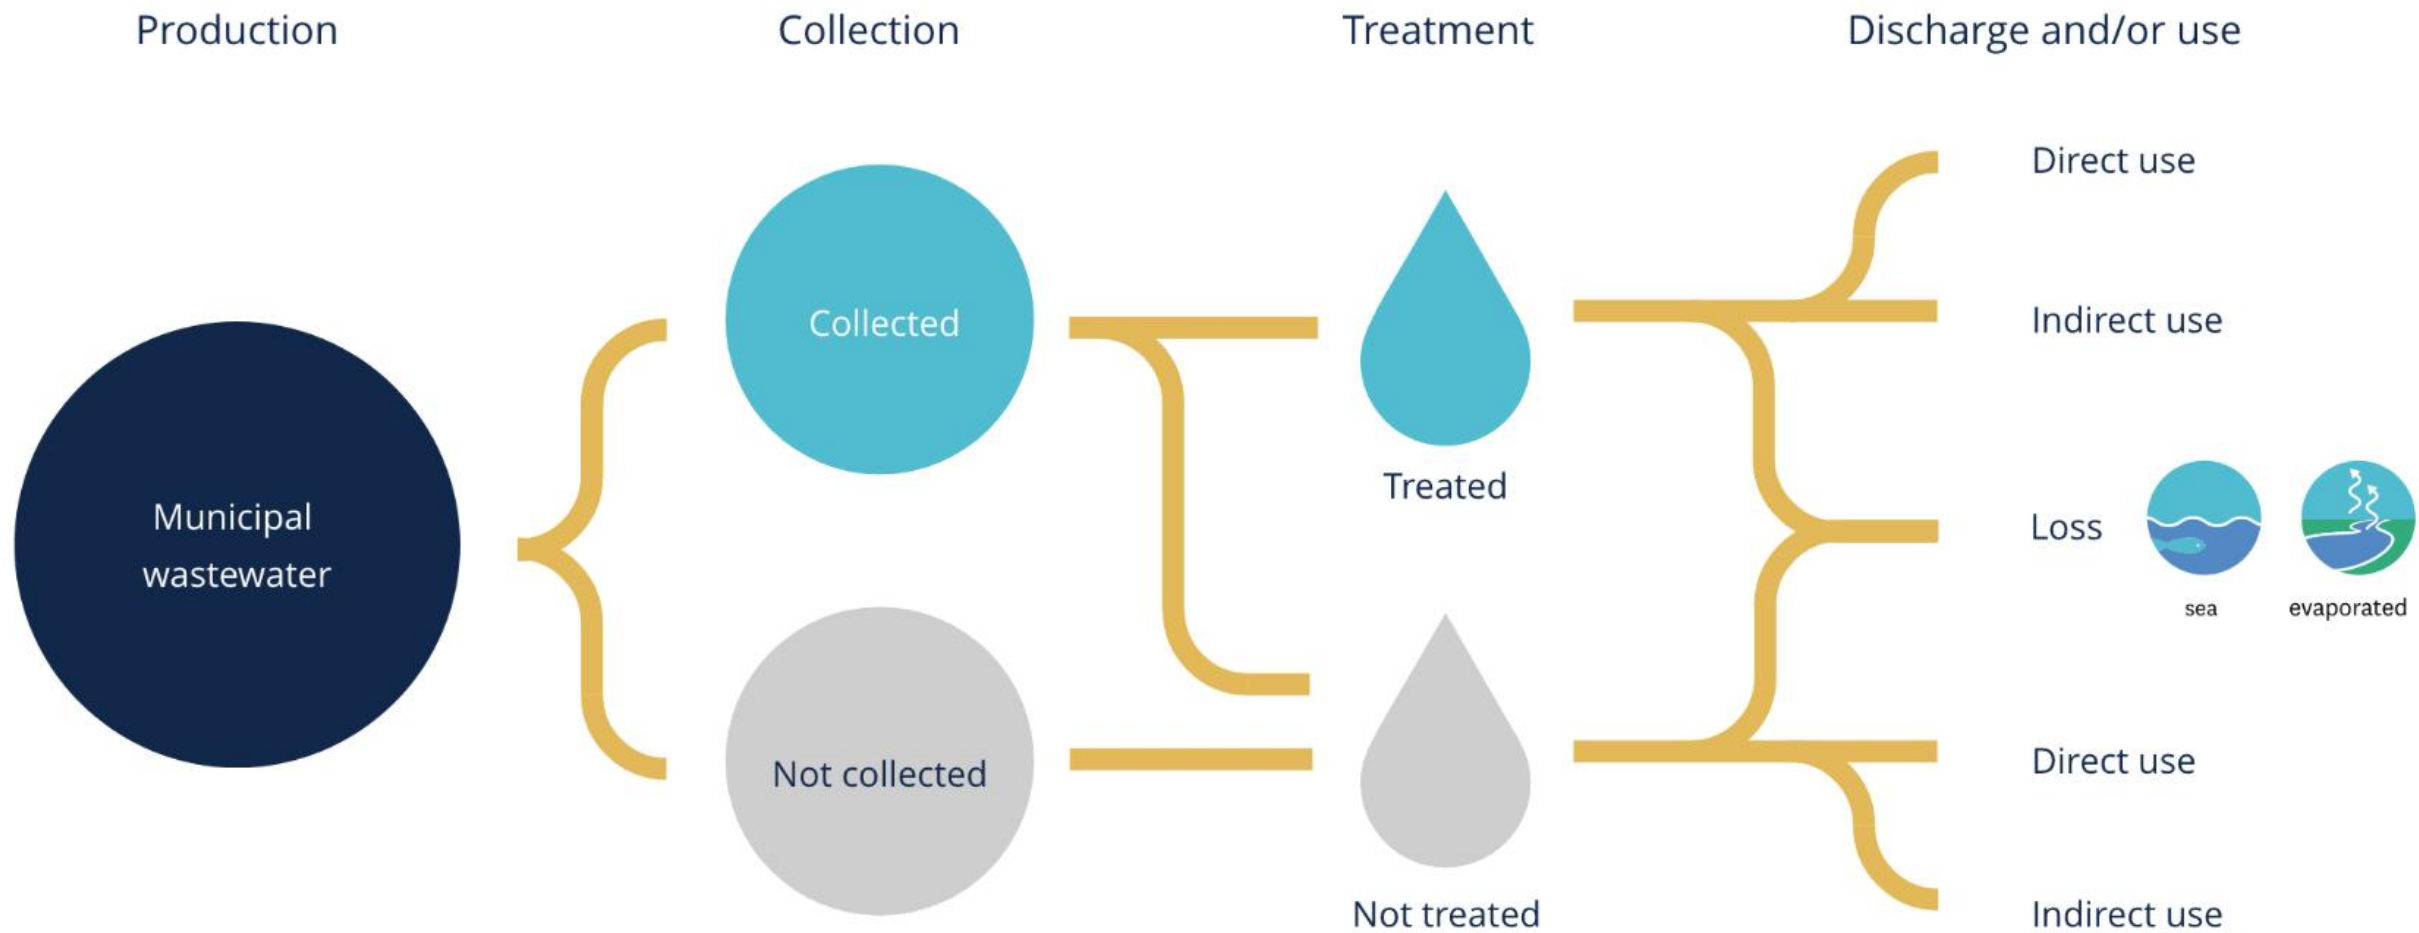 Production
Collection
Treatment
Discharge and/or use
Municipal
wastewater
Collected
Not collected
Treated
Not treated
Direct use
Indirect use
Loss
sea
evaporated
Direct use
Indirect use